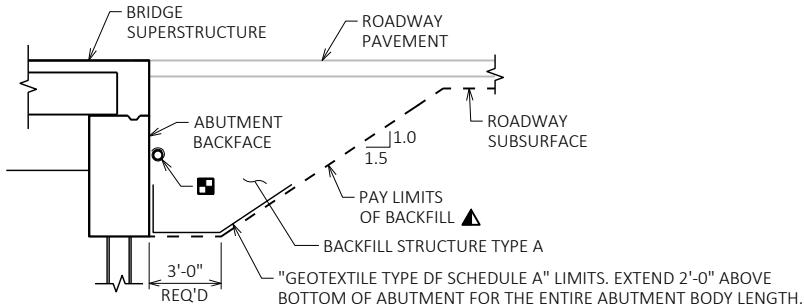 BRIDGE
SUPERSTRUCTURE
ROADWAY
PAVEMENT
ABUTMENT
BACKFACE
1.0
1.5
ROADWAY
SUBSURFACE
PAY LIMITS
OF BACKFILL
BACKFILL STRUCTURE TYPE A
3'-0"
REQ'D
"GEOTEXTILE TYPE DF SCHEDULE A" LIMITS. EXTEND 2'-0" ABOVE
BOTTOM OF ABUTMENT FOR THE ENTIRE ABUTMENT BODY LENGTH.